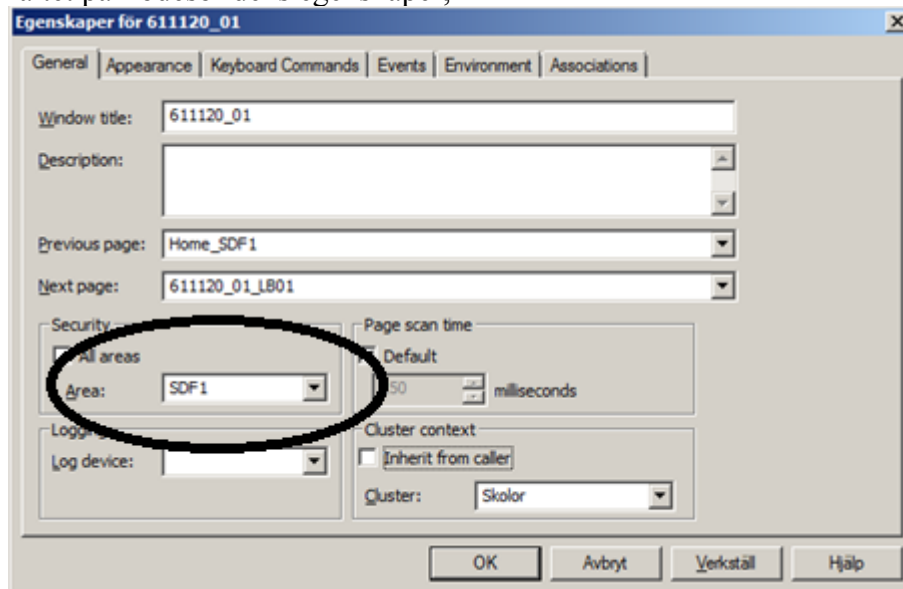 Egenskaper för 611120_01
General Appearance Keyboard Commands Events Environment Associations
Window title: 611120_01
Description:
Previous page: Home_SDF1
Next page: 611120_01_LB01
Security
All areas
Area: SDF1
Page scan time
Default
milliseconds
Logging
Log device:
Cluster context
Inherit from caller
Cluster: Skolor
OK Avbryt Verkställ Hjälp